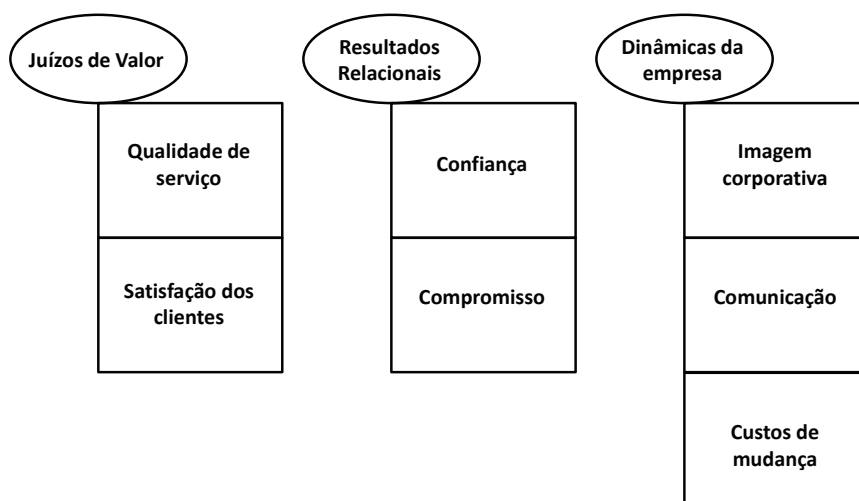 Juízos de Valor
Qualidade de
serviço
Satisfação dos
clientes
Resultados
Relacionais
Confiança
Compromisso
Dinâmicas da
empresa
Imagem
corporativa
Comunicação
Custos de
mudança